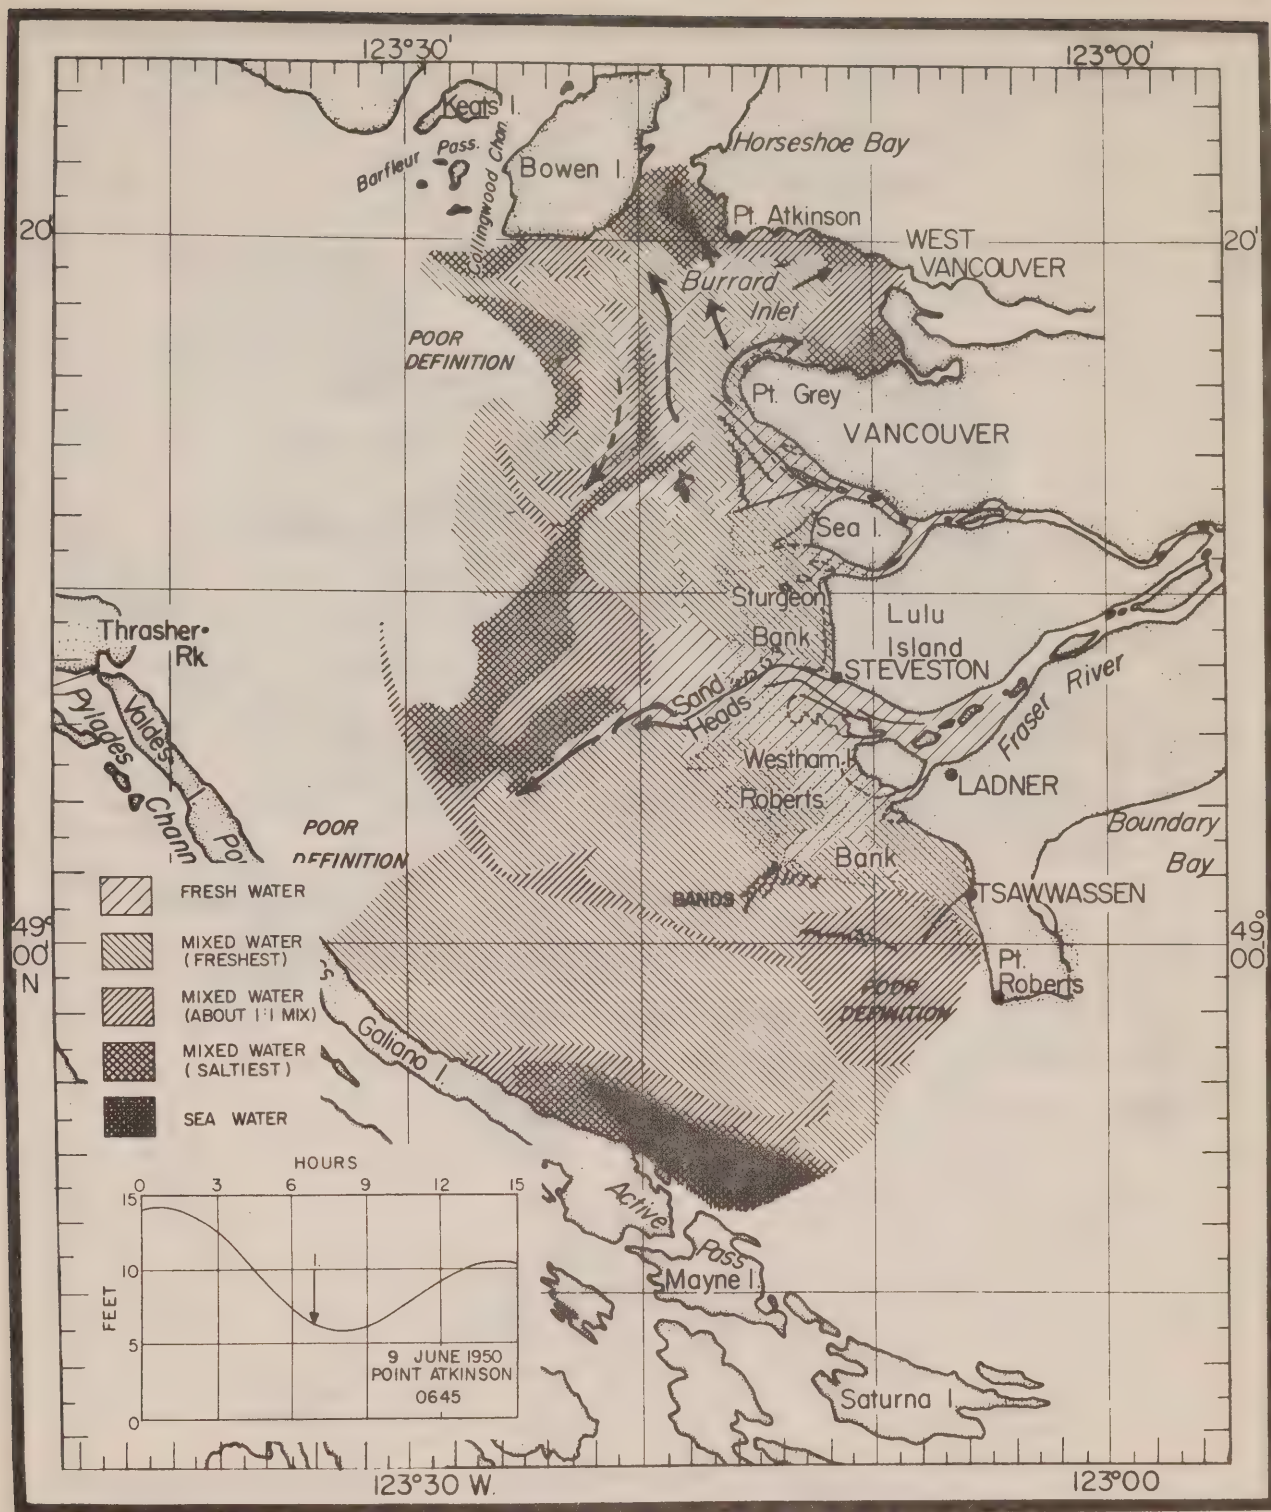 123°30'
123°00'
Keats I.
Barfleur Pass.
Collingwood Chan.
Bowen I.
Horseshoe Bay
Pt. Atkinson
20'
20'
WEST
VANCOUVER
Burrard
Inlet
POOR
DEFINITION
Pt. Grey
VANCOUVER
Sea I.
Sturgeon
Bank
Lulu
Island
Thrasher
Rk.
STEVESTON
Sand
Heads
Fraser River
Pylades
Chann
Valdes
Westham I.
Roberts
Bank
LADNER
Boundary
Bay
Po
POOR
DEFINITION
BANDS
TSAWWASSEN
49°
00'
N
49°
00'
Pt.
Roberts
POOR
DEFINITION
FRESH WATER
MIXED WATER
(FRESHEST)
MIXED WATER
(ABOUT 1:1 MIX)
MIXED WATER
(SALTIEST)
SEA WATER
Galiano I.
Active
Pass
Mayne I.
Saturna I.
HOURS
0 3 6 9 12 15
15
10
5
0
FEET
1
9 JUNE 1950
POINT ATKINSON
0645
123°30 W.
123°00